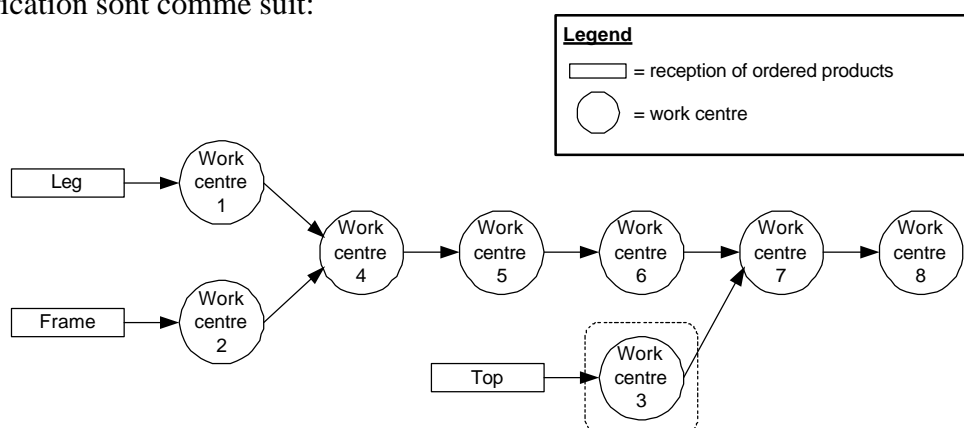 ication sont comme suit:
Legend
= reception of ordered products
= work centre
Leg
Work
centre
1
Frame
Work
centre
2
Work
centre
4
Work
centre
5
Work
centre
6
Work
centre
7
Work
centre
8
Top
Work
centre
3